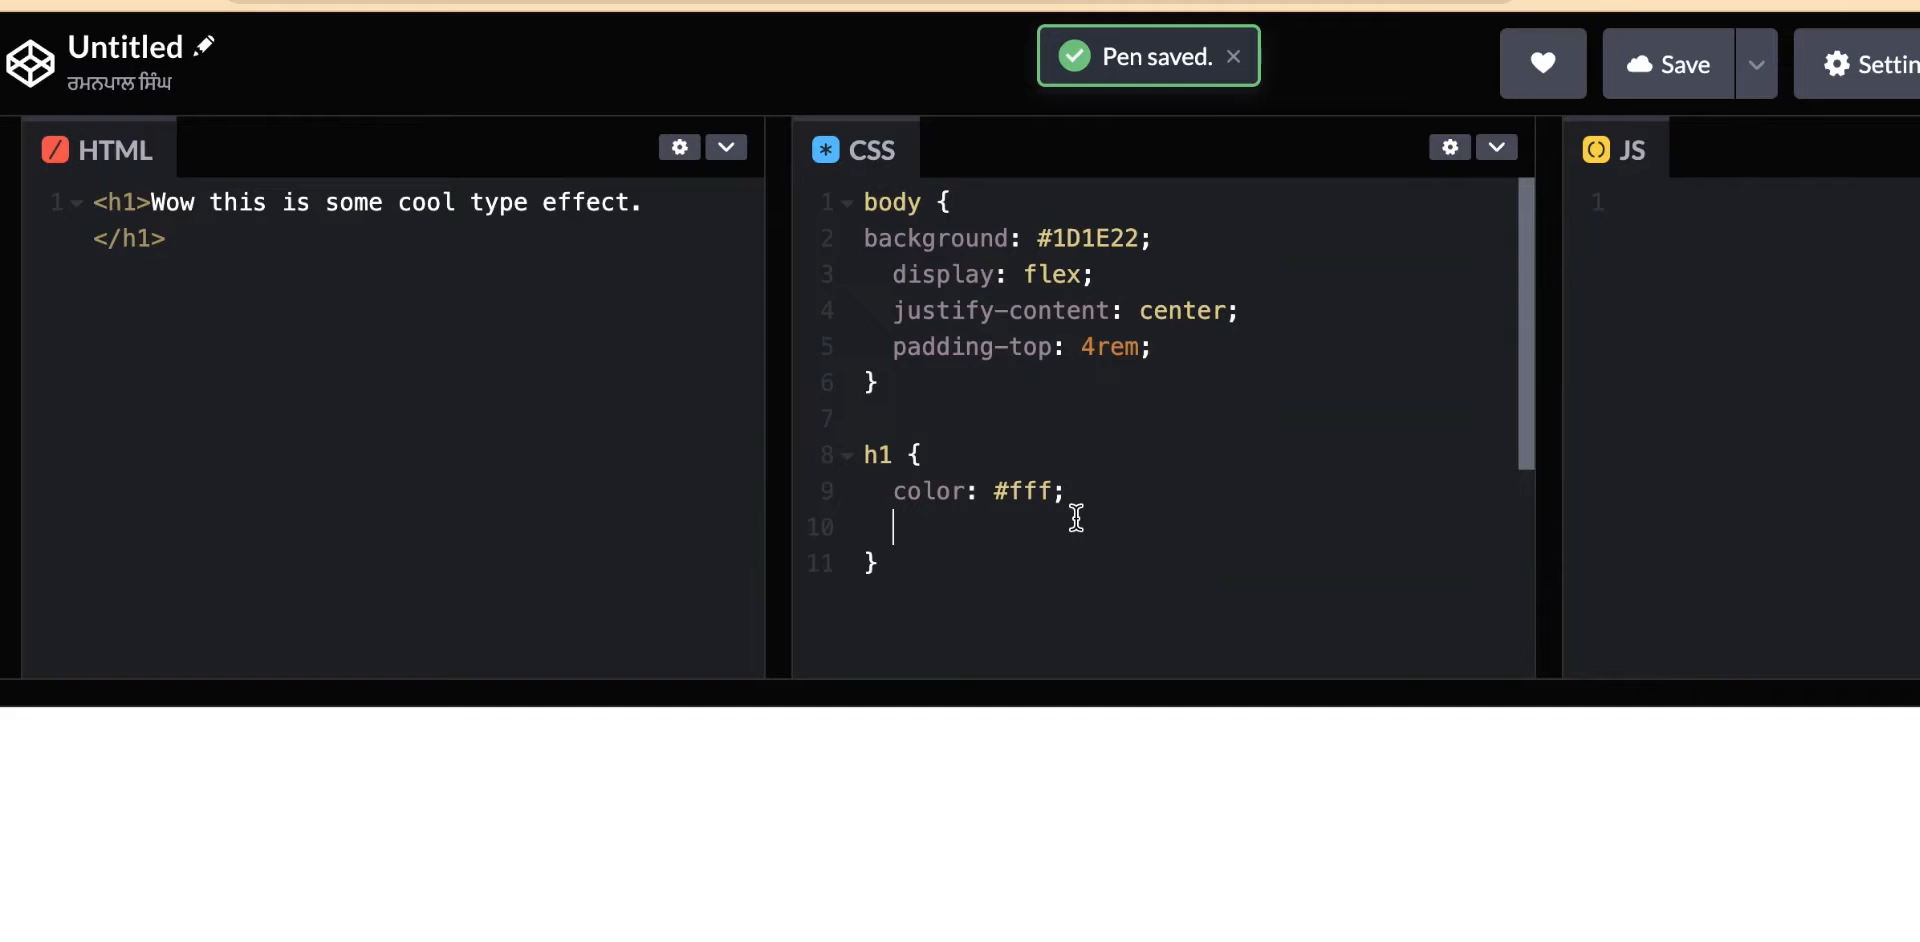 Untitled
ਰਮਨਪਾਲ ਸਿੰਘ
Pen saved. ×
Save
Settin
HTML
CSS
JS
1 <h1>Wow this is some cool type effect.
</h1>
1 body {
2 background: #1D1E22;
3 display: flex;
4 justify-content: center;
5 padding-top: 4rem;
6 }
7
8 h1 {
9 color: #fff;
10
11 }
1